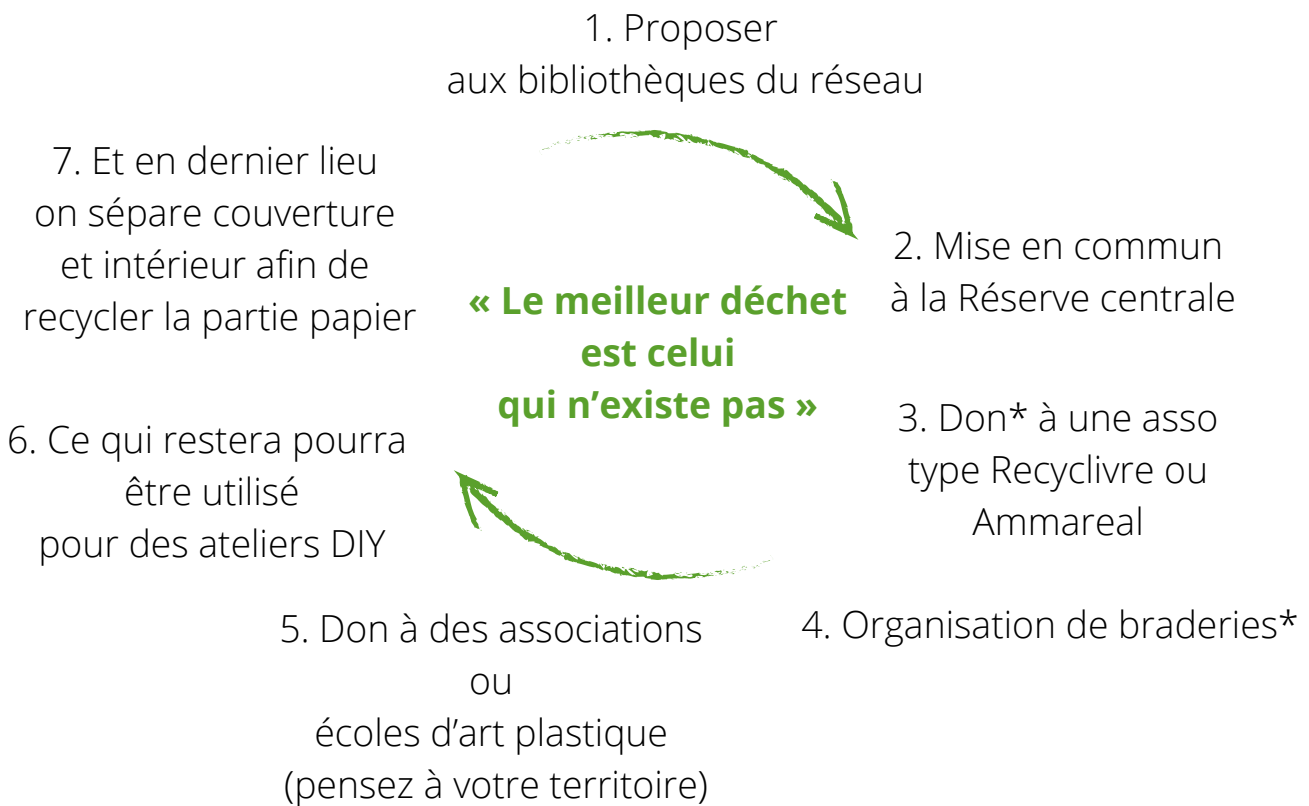 1. Proposer
aux bibliothèques du réseau
2. Mise en commun
à la Réserve centrale
3. Don* à une asso
type Recyclivre ou
Ammareal
4. Organisation de braderies*
5. Don à des associations
ou
écoles d’art plastique
(pensez à votre territoire)
6. Ce qui restera pourra
être utilisé
pour des ateliers DIY
7. Et en dernier lieu
on sépare couverture
et intérieur afin de
recycler la partie papier
« Le meilleur déchet
est celui
qui n’existe pas »